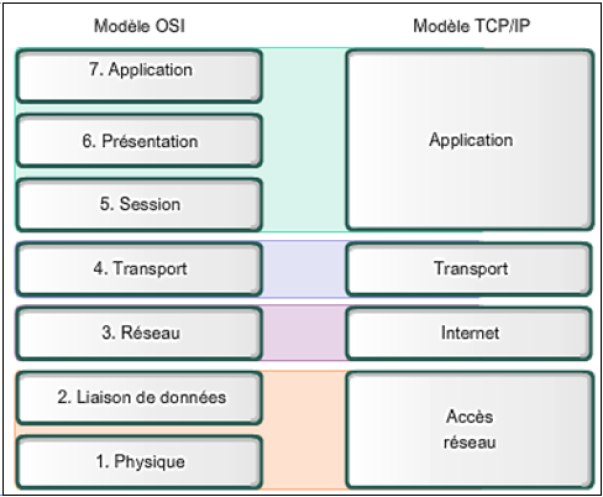 Modèle OSI
Modèle TCP/IP
7. Application
6. Présentation
5. Session
Application
4. Transport
Transport
3. Réseau
Internet
2. Liaison de données
1. Physique
Accès
réseau